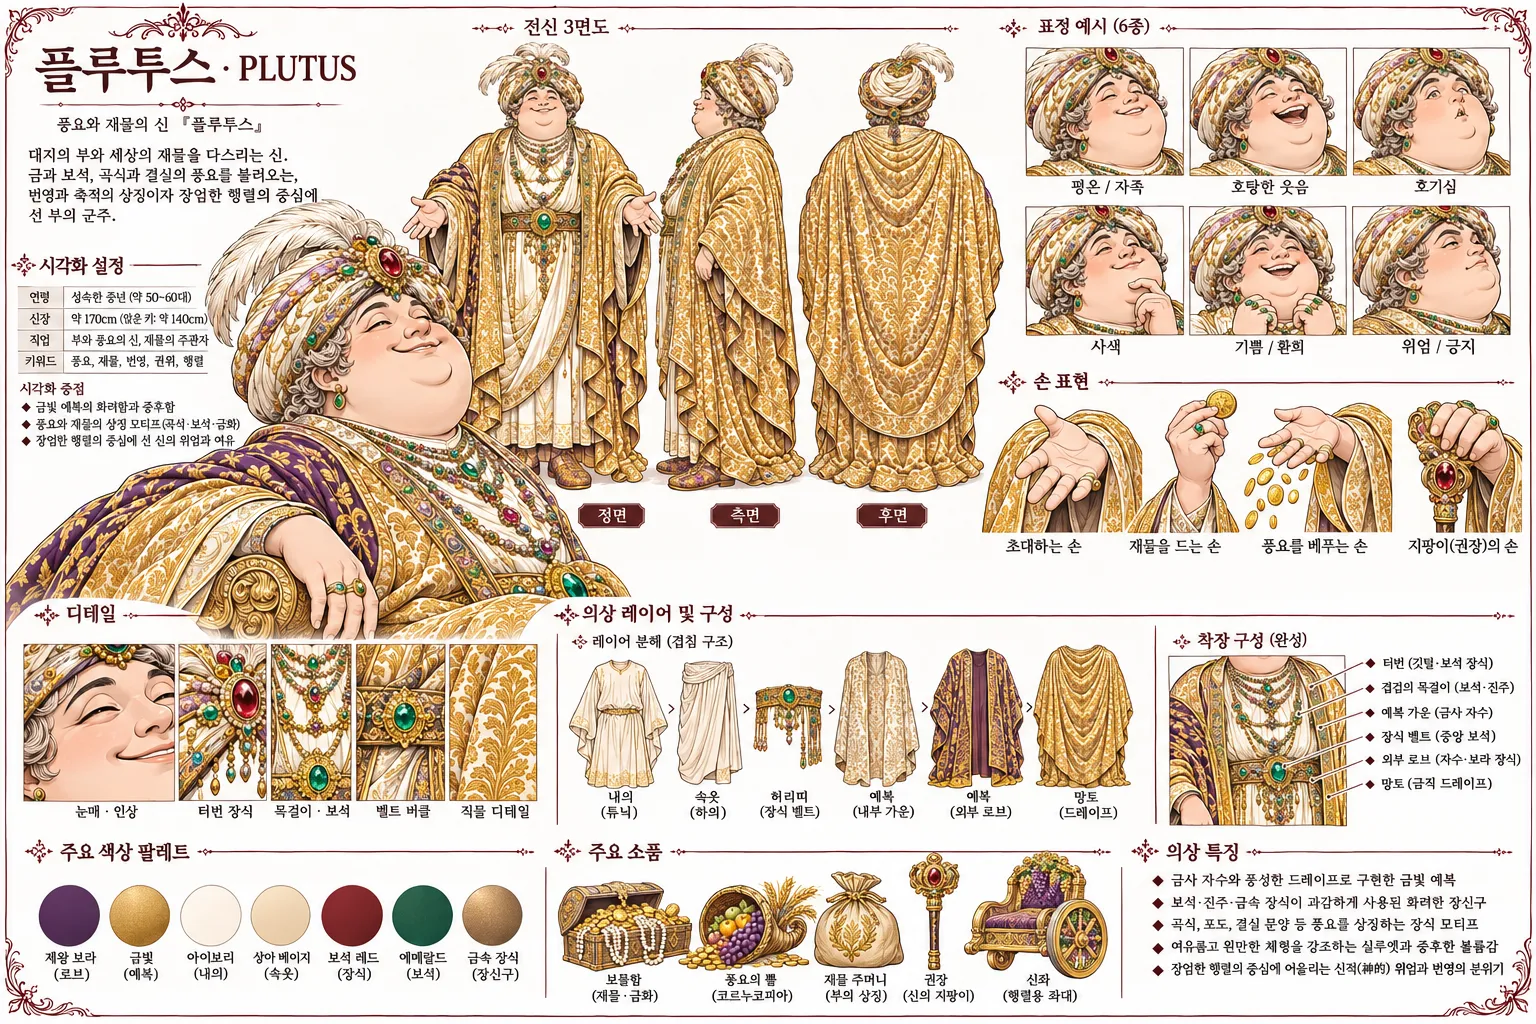 플루투스 · PLUTUS
풍요와 재물의 신 『플루투스』
대지의 부와 세상의 재물을 다스리는 신.
금과 보석, 곡식과 결실의 풍요를 불러오는,
번영과 축적의 상징이자 장엄한 행렬의 중심에
선 부의 군주.
시각화 설정
연령 성숙한 중년 (약 50~60대)
신장 약 170cm (앉은 키: 약 140cm)
직업 부와 풍요의 신, 재물의 주관자
키워드 풍요, 재물, 번영, 권위, 행렬
시각화 중점
◆ 금빛 예복의 화려함과 중후함
◆ 풍요와 재물의 상징 모티프(곡식·보석·금화)
◆ 장엄한 행렬의 중심에 선 신의 위엄과 여유
전신 3면도
정면
측면
후면
표정 예시 (6종)
평온 / 자족
호탕한 웃음
호기심
사색
기쁨 / 환희
위엄 / 긍지
손 표현
초대하는 손
재물을 드는 손
풍요를 베푸는 손
지팡이(권장)의 손
디테일
눈매 · 인상
터번 장식
목걸이 · 보석
벨트 버클
직물 디테일
의상 레이어 및 구성
레이어 분해 (겹침 구조)
내의
(튜닉)
속옷
(하의)
허리띠
(장식 벨트)
예복
(내부 가운)
예복
(외부 로브)
망토
(드레이프)
착장 구성 (완성)
◆ 터번 (깃털·보석 장식)
◆ 겹겹의 목걸이 (보석·진주)
◆ 예복 가운 (금사 자수)
◆ 장식 벨트 (중앙 보석)
◆ 외부 로브 (자수·보라 장식)
◆ 망토 (금직 드레이프)
주요 색상 팔레트
제왕 보라
(로브)
금빛
(예복)
아이보리
(내의)
상아 베이지
(속옷)
보석 레드
(장식)
에메랄드
(보석)
금속 장식
(장신구)
주요 소품
보물함
(재물 · 금화)
풍요의 뿔
(코르누코피아)
재물 주머니
(부의 상징)
권장
(신의 지팡이)
신좌
(행렬용 좌대)
의상 특징
◆ 금사 자수와 풍성한 드레이프로 구현한 금빛 예복
◆ 보석·진주·금속 장식이 과감하게 사용된 화려한 장신구
◆ 곡식, 포도, 결실 문양 등 풍요를 상징하는 장식 모티프
◆ 여유롭고 원만한 체형을 강조하는 실루엣과 중후한 볼륨감
◆ 장엄한 행렬의 중심에 어울리는 신적(神的) 위엄과 번영의 분위기